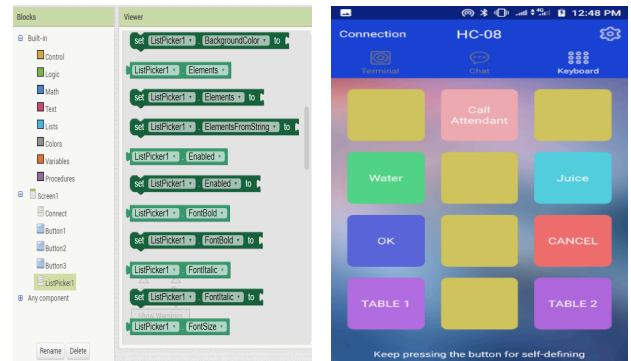 Blocks
Viewer
Built-in
Control
Logic
Math
Text
Lists
Colors
Variables
Procedures
Screen1
Connect
Button1
Button2
Button3
ListPicker1
Any component
Rename Delete
set ListPicker1 . BackgroundColor to
ListPicker1 . Elements
set ListPicker1 . Elements to
set ListPicker1 . ElementsFromString to
ListPicker1 . Enabled
set ListPicker1 . Enabled to
ListPicker1 . FontBold
set ListPicker1 . FontBold to
ListPicker1 . FontItalic
set ListPicker1 . FontItalic to
Show Warnings
ListPicker1 . FontSize
12:48 PM
Connection HC-08
Terminal Chat Keyboard
Call
Attendant
Water Juice
OK CANCEL
TABLE 1 TABLE 2
Keep pressing the button for self-defining